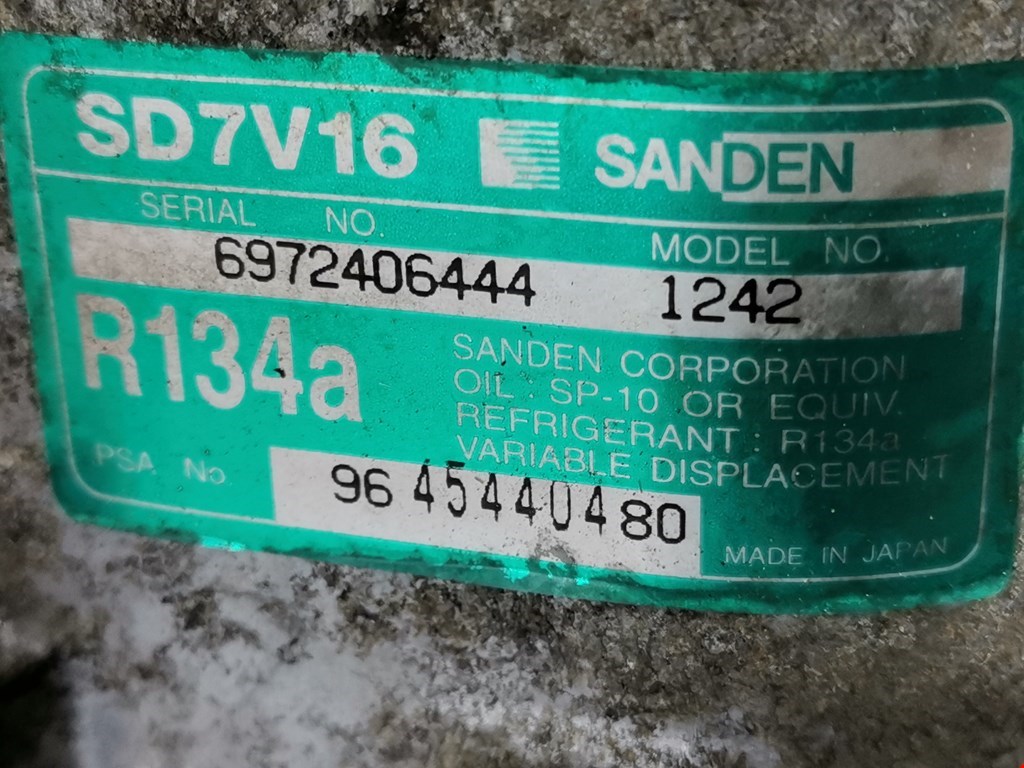 SD7V16 SANDEN
SERIAL NO. MODEL NO.
6972406444 1242
R134a
SANDEN CORPORATION
OIL : SP-10 OR EQUIV.
REFRIGERANT : R134a
VARIABLE DISPLACEMENT
PSA No. 96 45440480
MADE IN JAPAN